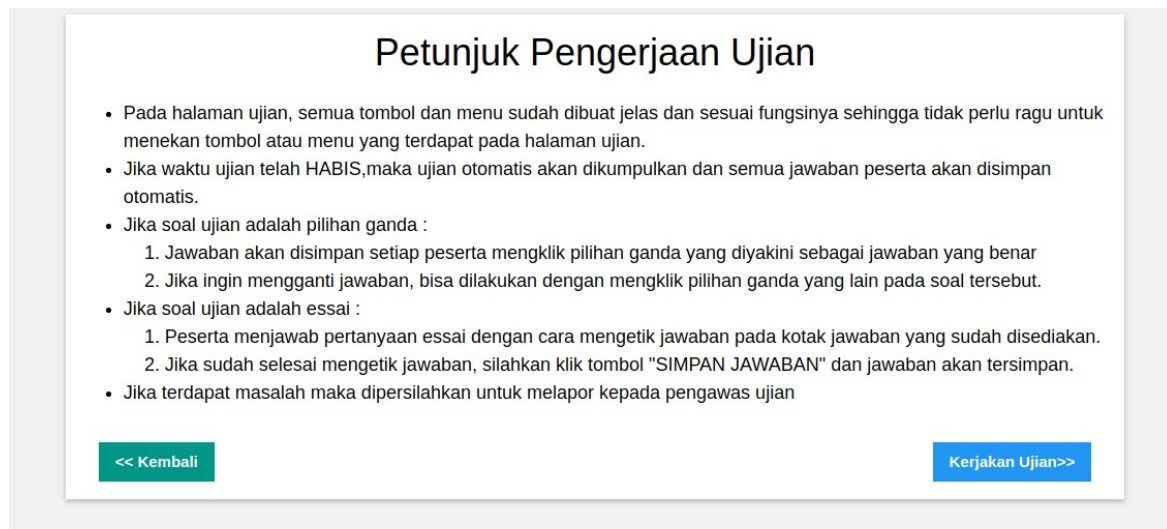 Petunjuk Pengerjaan Ujian
• Pada halaman ujian, semua tombol dan menu sudah dibuat jelas dan sesuai fungsinya sehingga tidak perlu ragu untuk
menekan tombol atau menu yang terdapat pada halaman ujian.
• Jika waktu ujian telah HABIS,maka ujian otomatis akan dikumpulkan dan semua jawaban peserta akan disimpan
otomatis.
• Jika soal ujian adalah pilihan ganda :
1. Jawaban akan disimpan setiap peserta mengklik pilihan ganda yang diyakini sebagai jawaban yang benar
2. Jika ingin mengganti jawaban, bisa dilakukan dengan mengklik pilihan ganda yang lain pada soal tersebut.
• Jika soal ujian adalah essai :
1. Peserta menjawab pertanyaan essai dengan cara mengetik jawaban pada kotak jawaban yang sudah disediakan.
2. Jika sudah selesai mengetik jawaban, silahkan klik tombol "SIMPAN JAWABAN" dan jawaban akan tersimpan.
• Jika terdapat masalah maka dipersilahkan untuk melapor kepada pengawas ujian
<< Kembali
Kerjakan Ujian>>